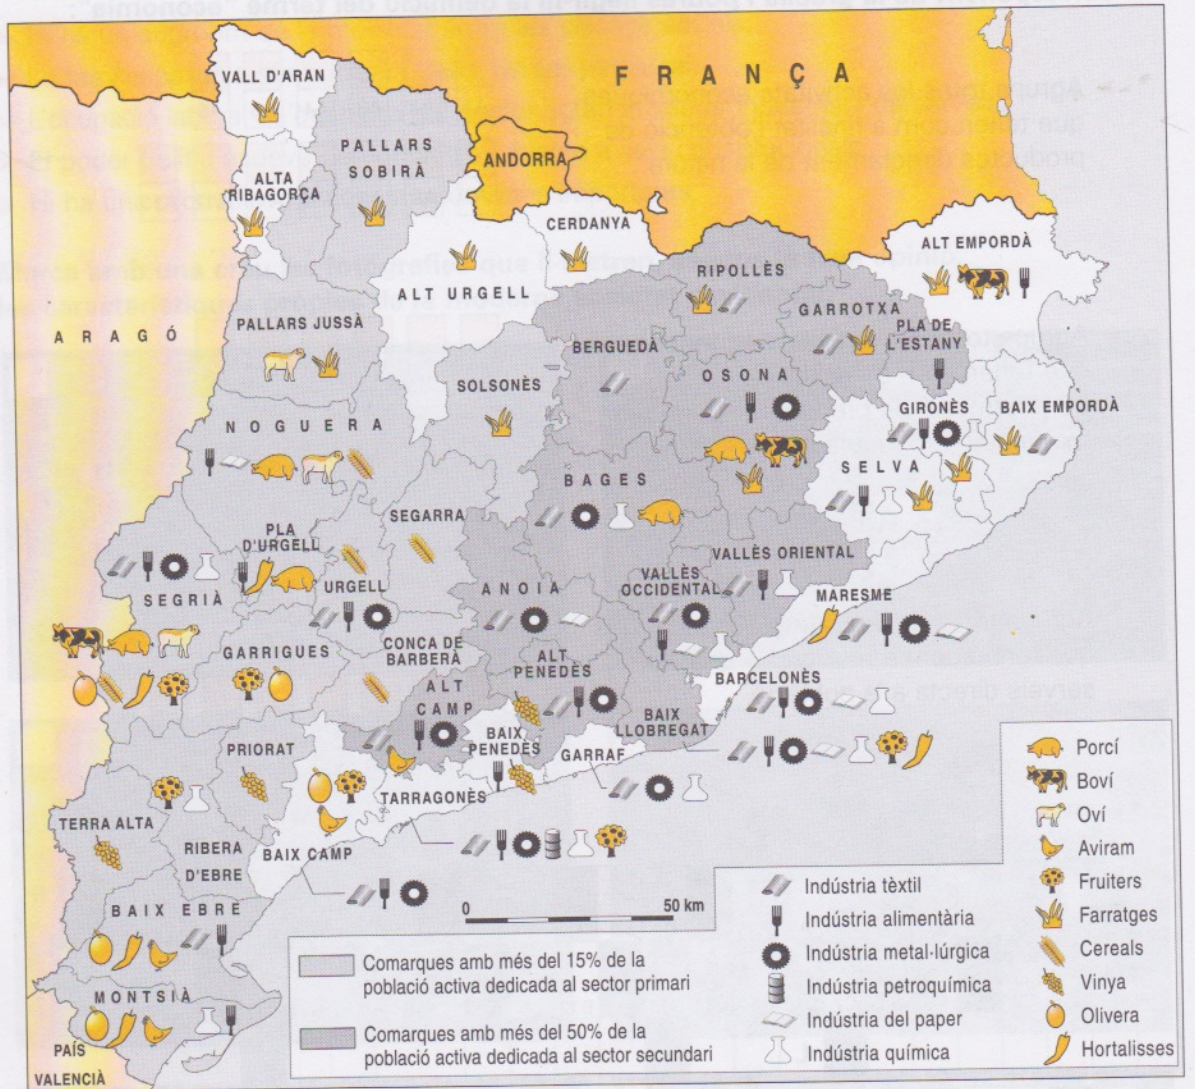 VALL D'ARAN
FRANÇA
PALLARS
SOBIRÀ
ANDORRA
ALTA
RIBAGORÇA
CERDANYA
ALT EMPORDÀ
ALT URGELL
RIPOLLÈS
ARAGÓ
PALLARS JUSSÀ
GARROTXA
PLA DE
L'ESTANY
BERGUEDÀ
SOLSONÈS
OSONA
NOGUERA
GIRONÈS
BAIX EMPORDÀ
SELVA
BAGES
SEGARRA
PLA
D'URGELL
VALLÈS ORIENTAL
VALLÈS
OCCIDENTAL
URGELL
ANOIA
SEGRIÀ
MARESME
GARRIGUES
CONCA DE
BARBERÀ
ALT
PENEDÈS
BARCELONÈS
ALT
CAMP
BAIX
LLOBREGAT
PRIORAT
BAIX
PENEDÈS
GARRAF
TARRAGONÈS
TERRA ALTA
RIBERA
D'EBRE
BAIX CAMP
BAIX EBRE
MONTSIÀ
PAÍS
VALENCIÀ
0 50 km
Comarques amb més del 15% de la
població activa dedicada al sector primari
Comarques amb més del 50% de la
població activa dedicada al sector secundari
Indústria tèxtil
Indústria alimentària
Indústria metal·lúrgica
Indústria petroquímica
Indústria del paper
Indústria química
Porcí
Boví
Oví
Aviram
Fruiters
Farratges
Cereals
Vinya
Olivera
Hortalisses